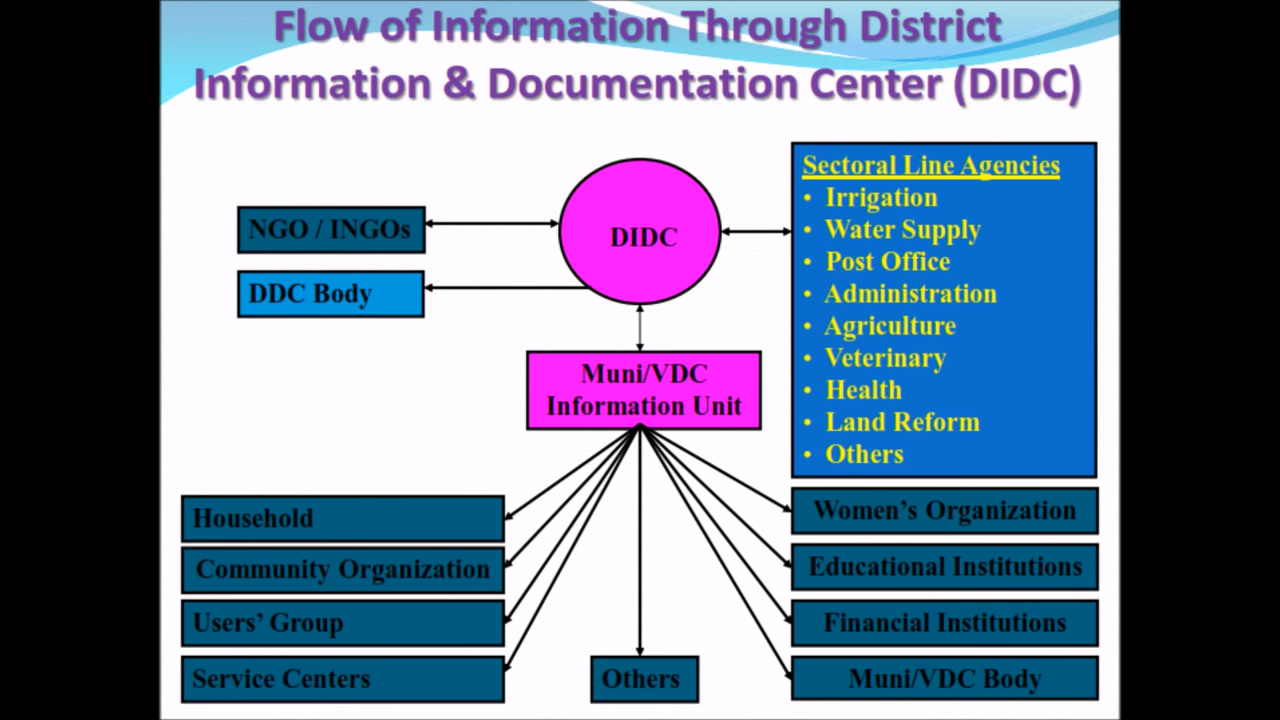 Flow of Information Through District
Information & Documentation Center (DIDC)
NGO / INGOs
DDC Body
DIDC
Sectoral Line Agencies
• Irrigation
• Water Supply
• Post Office
• Administration
• Agriculture
• Veterinary
• Health
• Land Reform
• Others
Muni/VDC
Information Unit
Household
Community Organization
Users’ Group
Service Centers
Others
Women’s Organization
Educational Institutions
Financial Institutions
Muni/VDC Body